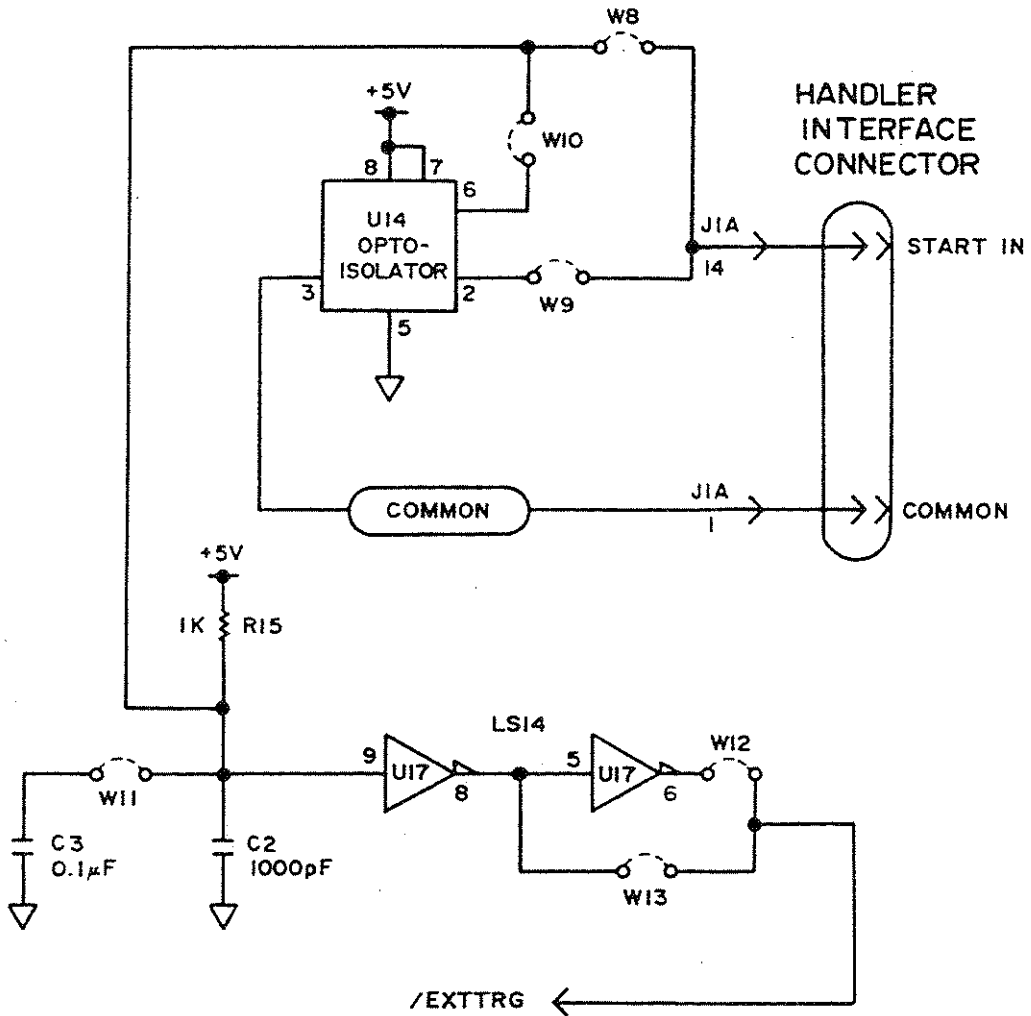 W8
+5V
HANDLER
INTERFACE
CONNECTOR
W10
8
7
6
U14
OPTO-
ISOLATOR
J1A
14
START IN
3
2
W9
5
COMMON
J1A
1
COMMON
+5V
1K
R15
LS14
W11
9
U17
8
5
U17
6
W12
C3
0.1µF
C2
1000pF
W13
/EXTTRG